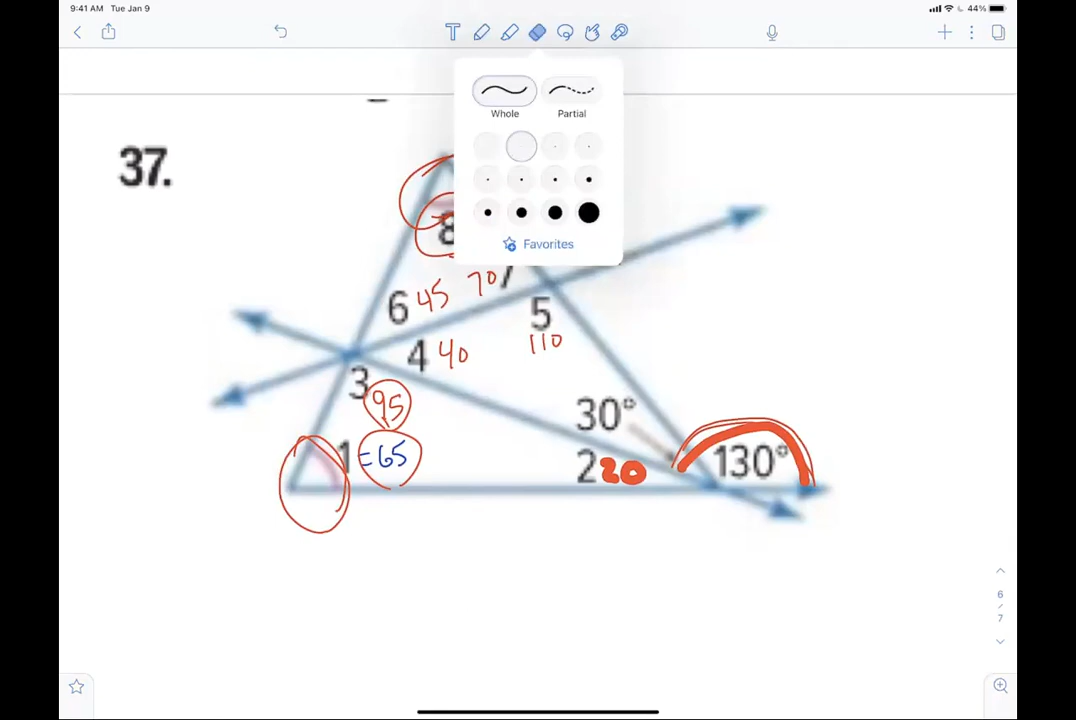 9:41 AM Tue Jan 9
44%
T
Whole
Partial
Favorites
37.
8
6 45 70 7
5
110
4 40
3
95
1 = 65
30°
2 20
130°
6
/
7